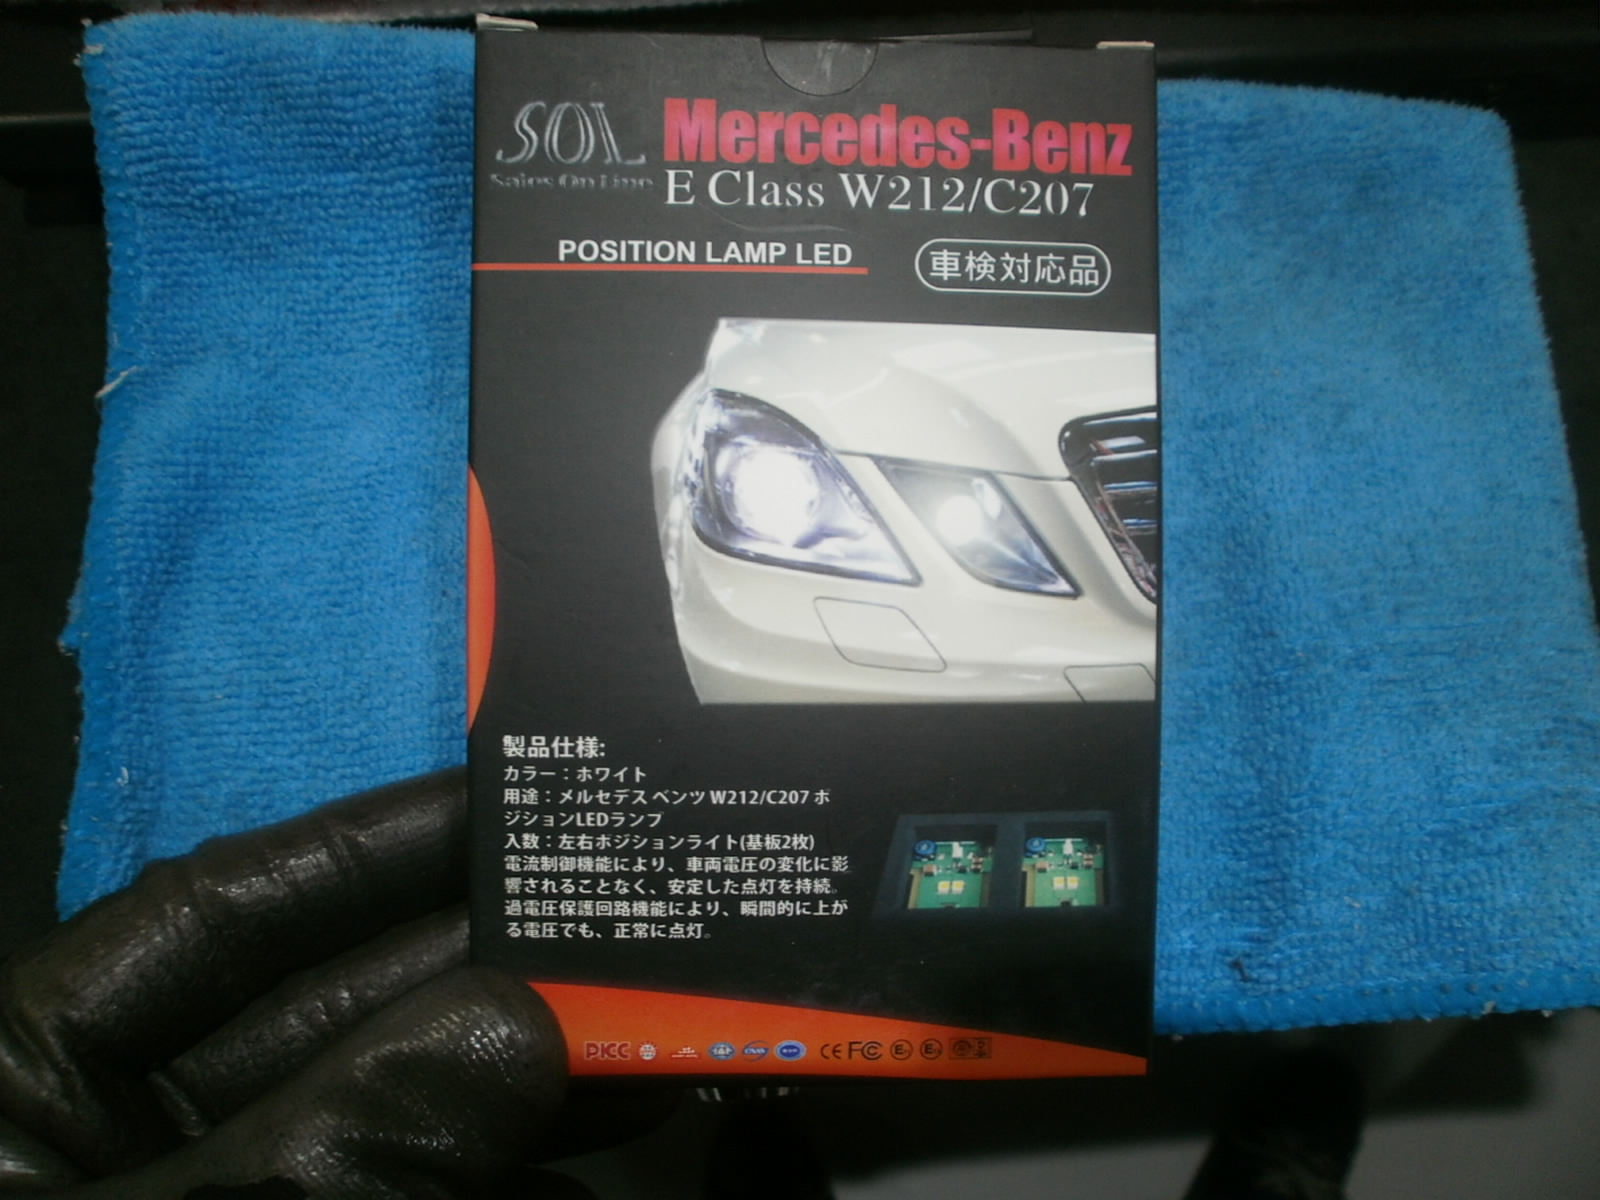 SOL
Sales On Line
Mercedes-Benz
E Class W212/C207
POSITION LAMP LED
車検対応品
製品仕様:
カラー：ホワイト
用途：メルセデス ベンツ W212/C207 ポ
ジションLEDランプ
入数：左右ポジションライト(基板2枚)
電流制御機能により、車両電圧の変化に影
響されることなく、安定した点灯を持続。
過電圧保護回路機能により、瞬間的に上が
る電圧でも、正常に点灯。
PICC
CE FC